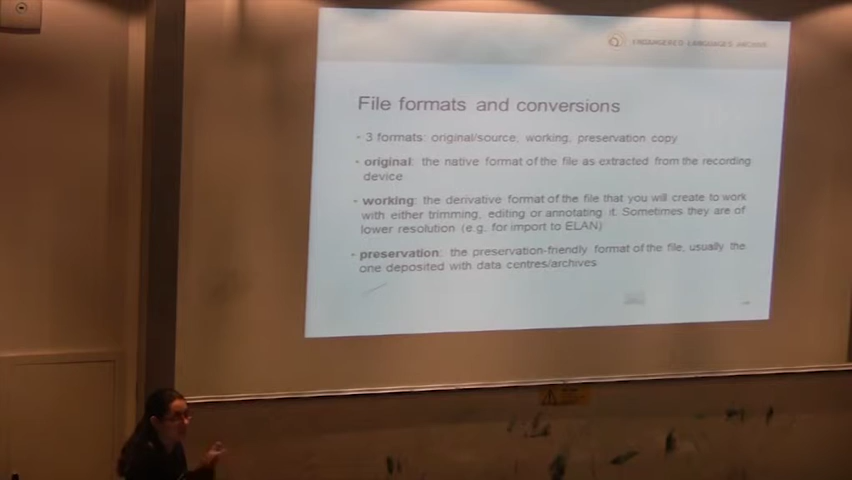 ENDANGERED LANGUAGES ARCHIVE
File formats and conversions
- 3 formats: original/source, working, preservation copy
- original: the native format of the file as extracted from the recording
device
- working: the derivative format of the file that you will create to work
with either trimming, editing or annotating it. Sometimes they are of
lower resolution (e.g. for import to ELAN)
- preservation: the preservation-friendly format of the file, usually the
one deposited with data centres/archives